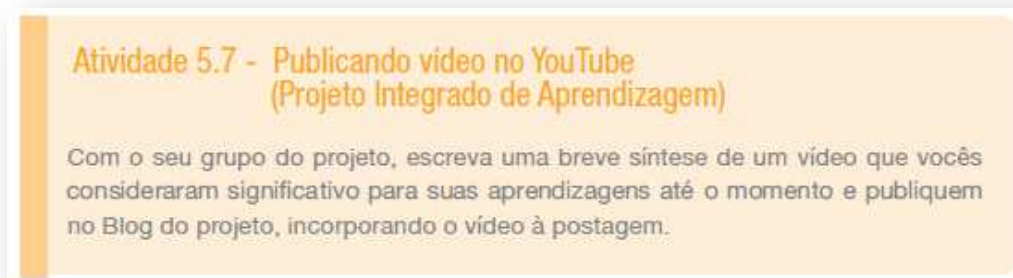 Atividade 5.7 - Publicando vídeo no YouTube
(Projeto Integrado de Aprendizagem)
Com o seu grupo do projeto, escreva uma breve síntese de um vídeo que vocês
consideraram significativo para suas aprendizagens até o momento e publiquem
no Blog do projeto, incorporando o vídeo à postagem.